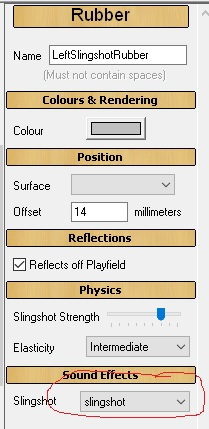 Rubber
Name LeftSlingshotRubber
(Must not contain spaces)
Colours & Rendering
Colour
Position
Surface
Offset 14 millimeters
Reflections
Reflects off Playfield
Physics
Slingshot Strength
Elasticity Intermediate
Sound Effects
Slingshot slingshot